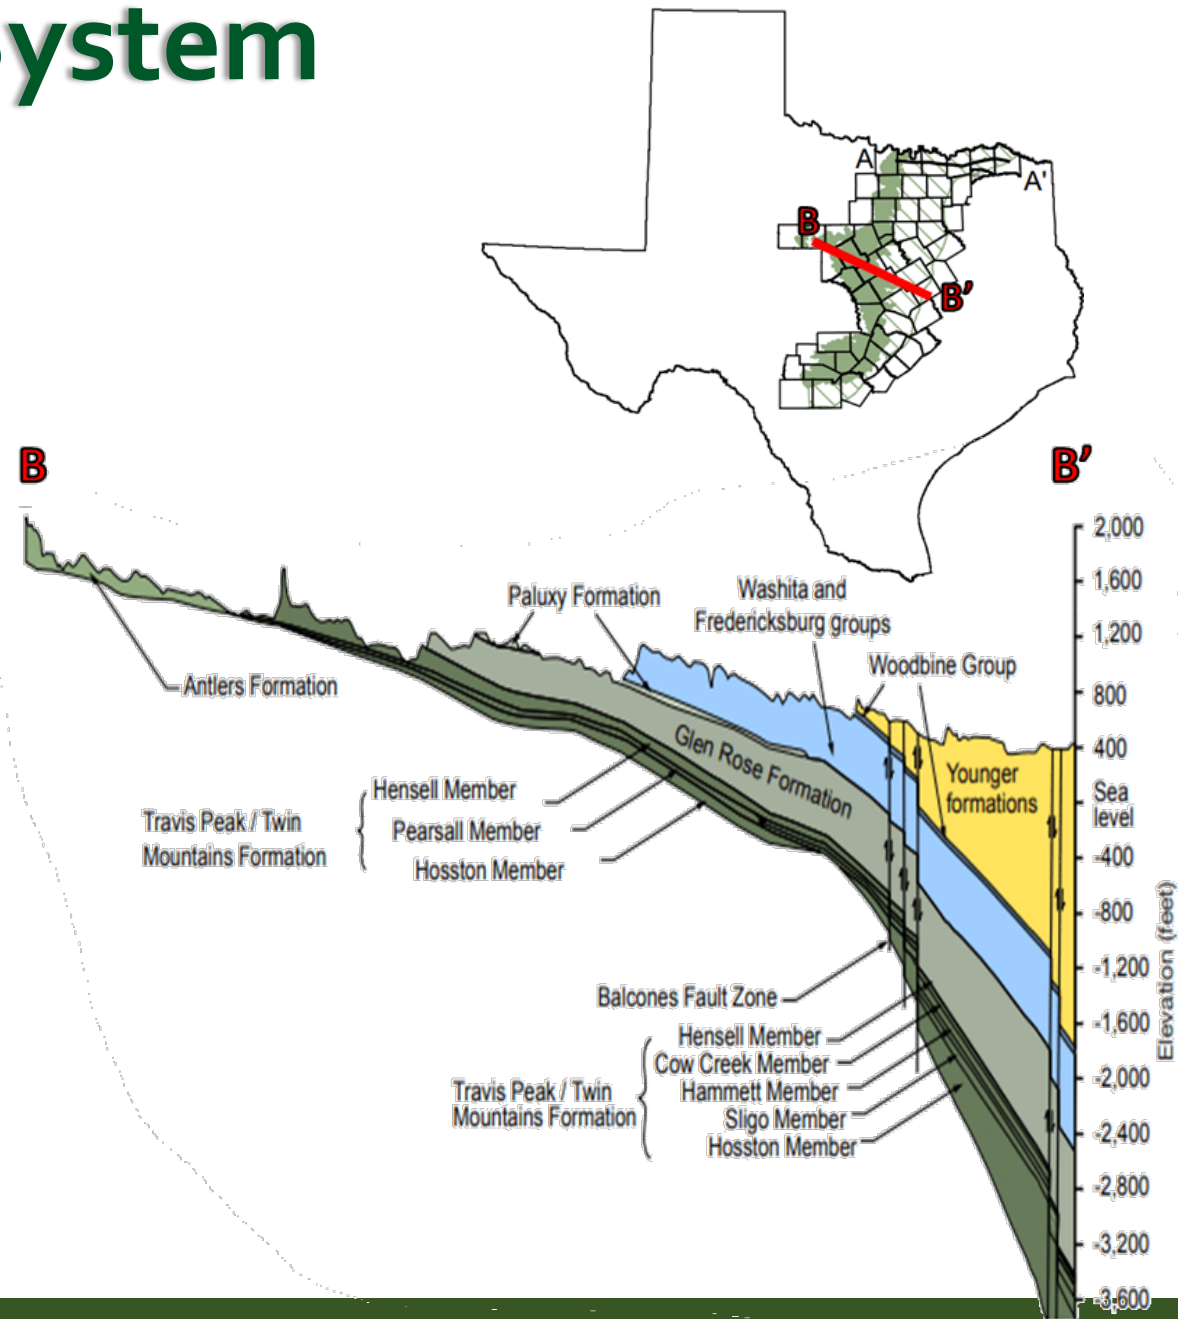 ystem
A
A'
B
B'
B
B'
2,000
1,600
1,200
800
400
Sea
level
-400
-800
-1,200
-1,600
-2,000
-2,400
-2,800
-3,200
-3,600
Elevation (feet)
Paluxy Formation
Washita and
Fredericksburg groups
Woodbine Group
Antlers Formation
Glen Rose Formation
Younger
formations
Travis Peak / Twin
Mountains Formation
Hensell Member
Pearsall Member
Hosston Member
Balcones Fault Zone
Travis Peak / Twin
Mountains Formation
Hensell Member
Cow Creek Member
Hammett Member
Sligo Member
Hosston Member